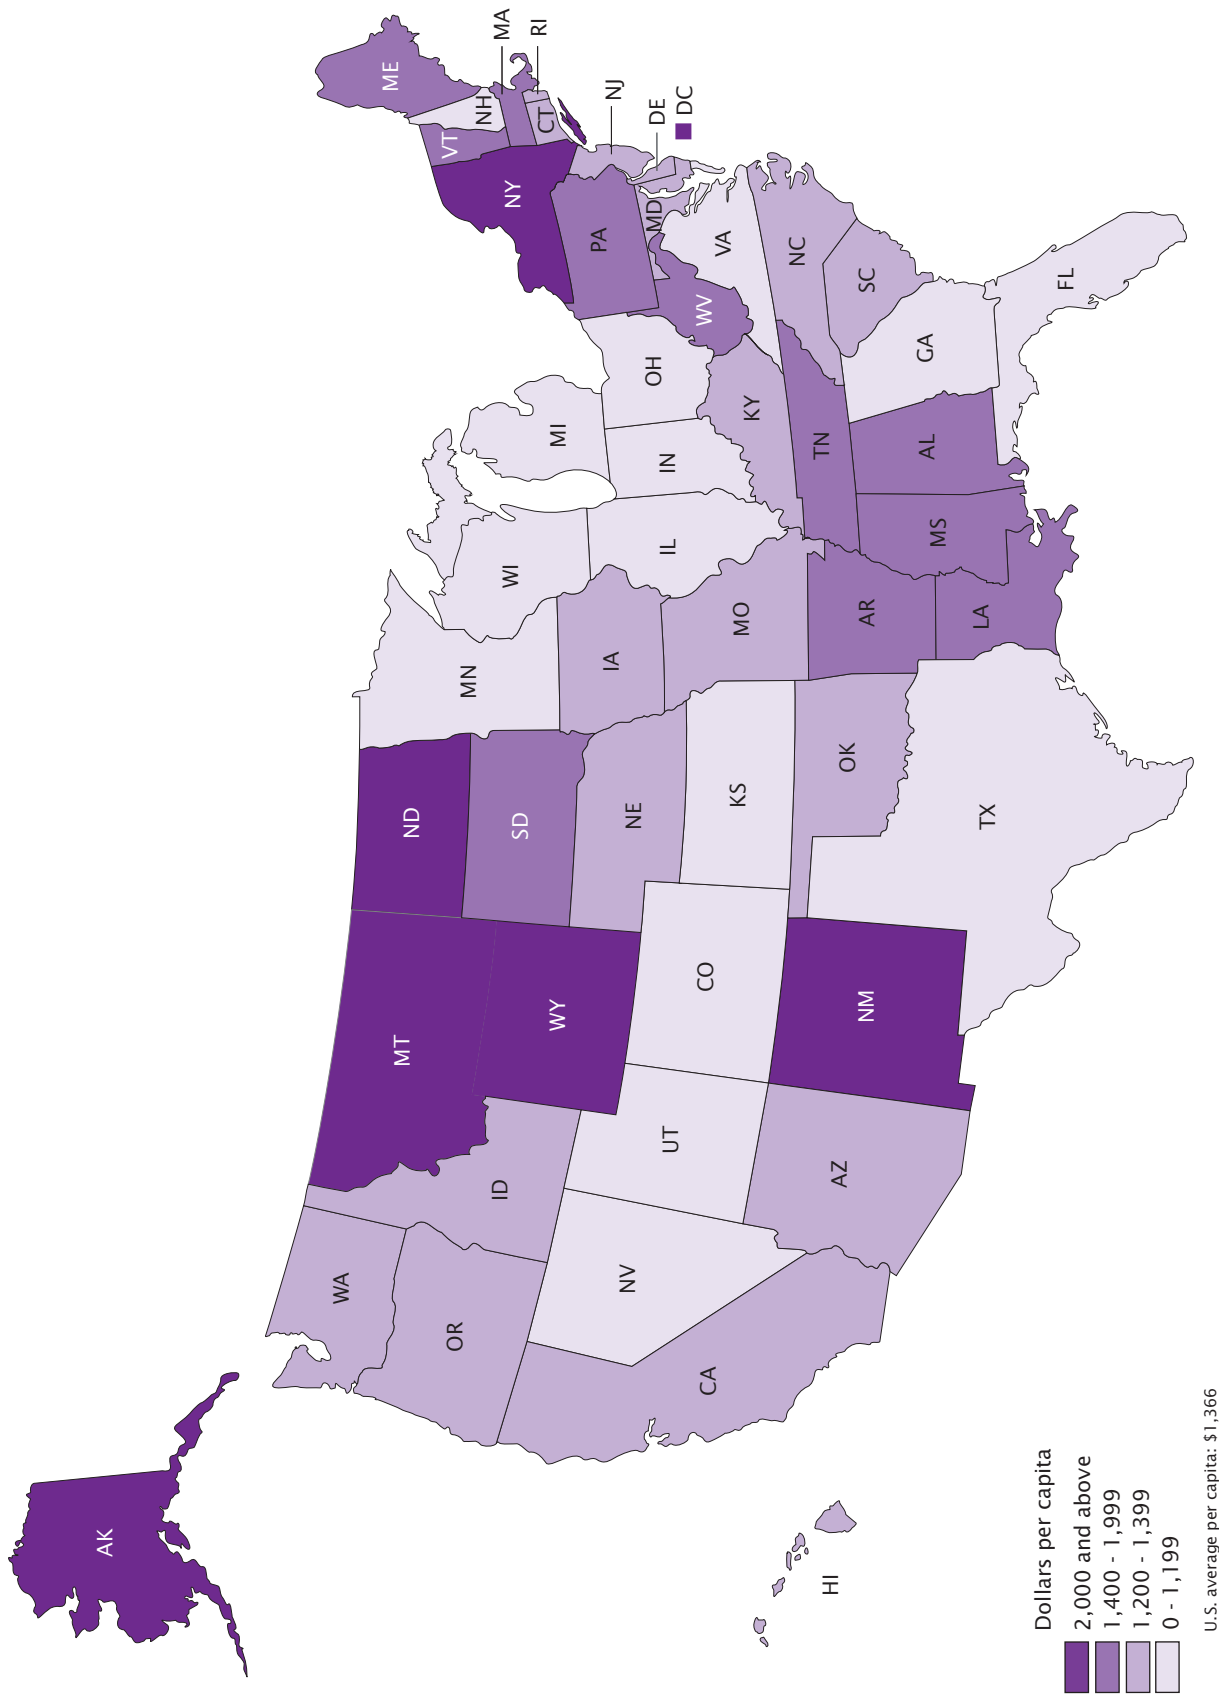 AK
WA
MT
ND
MN
OR
ID
WY
SD
WI
MI
NY
VT
NH
ME
MA
RI
CT
NJ
DE
DC
NV
UT
CO
NE
IA
IL
IN
OH
PA
MD
CA
AZ
NM
KS
MO
KY
WV
VA
OK
AR
TN
NC
SC
TX
LA
MS
AL
GA
FL
HI
Dollars per capita
2,000 and above
1,400 - 1,999
1,200 - 1,399
0 - 1,199
U.S. average per capita: $1,366